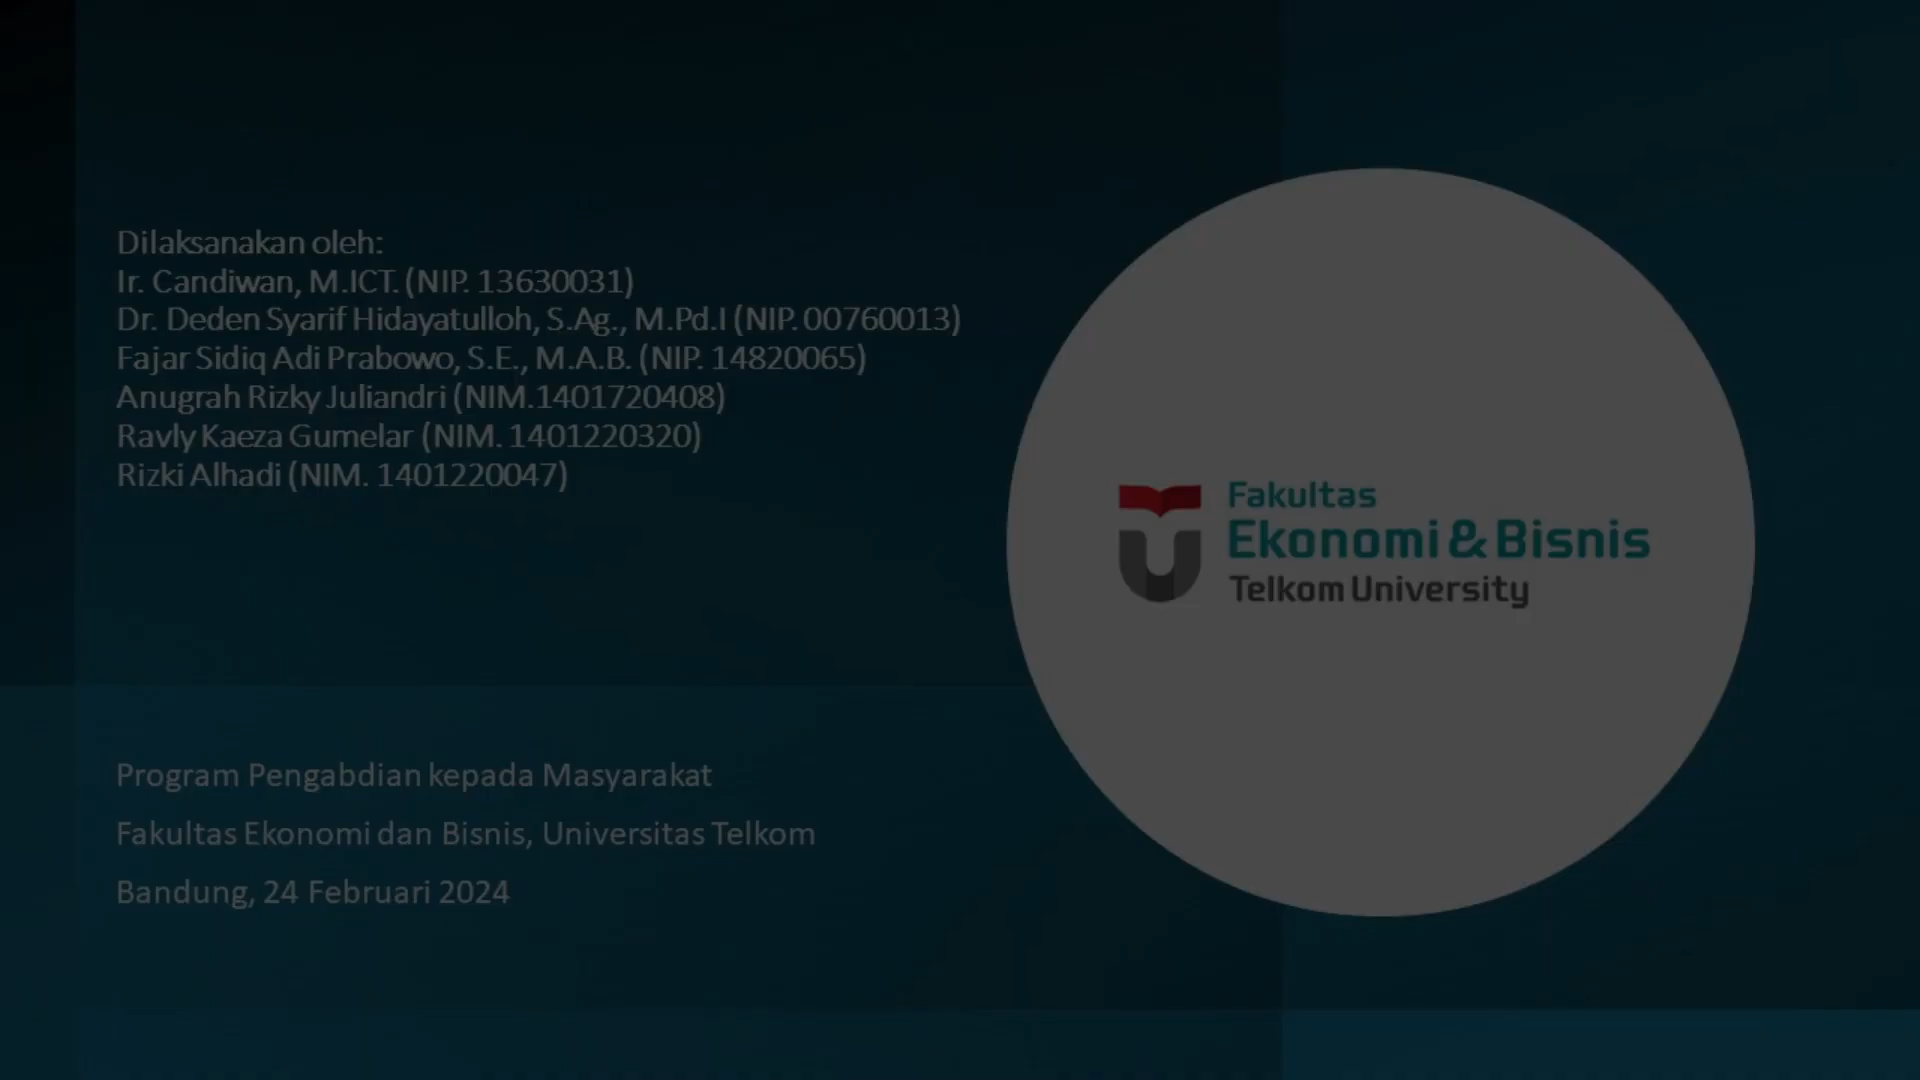 Dilaksanakan oleh:
Ir. Candiwan, M.ICT. (NIP. 13630031)
Dr. Deden Syarif Hidayatulloh, S.Ag., M.Pd.I (NIP. 00760013)
Fajar Sidiq Adi Prabowo, S.E., M.A.B. (NIP. 14820065)
Anugrah Rizky Juliandri (NIM.1401720408)
Ravly Kaeza Gumelar (NIM. 1401220320)
Rizki Alhadi (NIM. 1401220047)
Fakultas
Ekonomi & Bisnis
Telkom University
Program Pengabdian kepada Masyarakat
Fakultas Ekonomi dan Bisnis, Universitas Telkom
Bandung, 24 Februari 2024